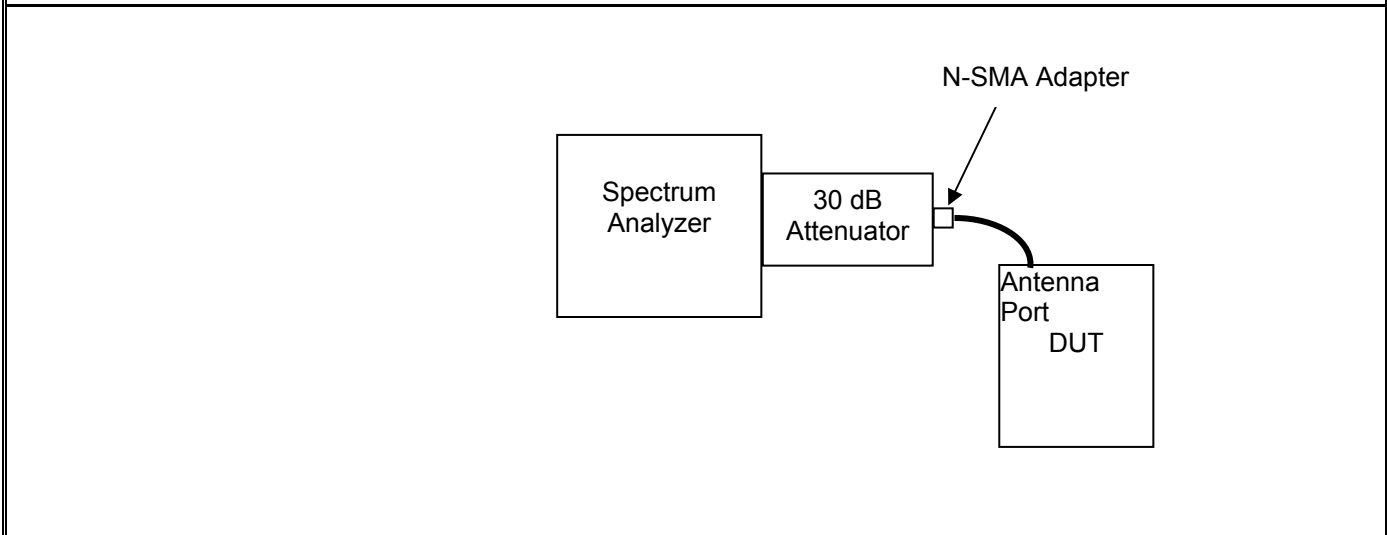 N-SMA Adapter
Spectrum
Analyzer
30 dB
Attenuator
Antenna
Port
DUT